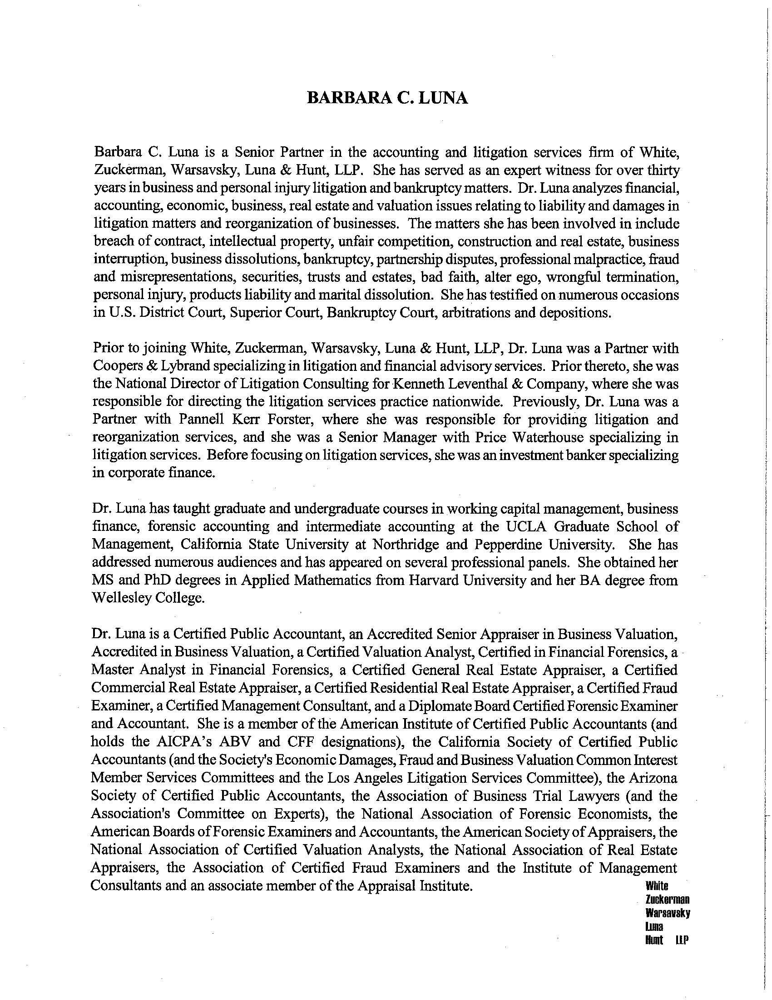 BARBARA C. LUNA
Barbara C. Luna is a Senior Partner in the accounting and litigation services firm of White,
Zuckerman, Warsavsky, Luna & Hunt, LLP. She has served as an expert witness for over thirty
years in business and personal injury litigation and bankruptcy matters. Dr. Luna analyzes financial,
accounting, economic, business, real estate and valuation issues relating to liability and damages in
litigation matters and reorganization of businesses. The matters she has been involved in include
breach of contract, intellectual property, unfair competition, construction and real estate, business
interruption, business dissolutions, bankruptcy, partnership disputes, professional malpractice, fraud
and misrepresentations, securities, trusts and estates, bad faith, alter ego, wrongful termination,
personal injury, products liability and marital dissolution. She has testified on numerous occasions
in U.S. District Court, Superior Court, Bankruptcy Court, arbitrations and depositions.
Prior to joining White, Zuckerman, Warsavsky, Luna & Hunt, LLP, Dr. Luna was a Partner with
Coopers & Lybrand specializing in litigation and financial advisory services. Prior thereto, she was
the National Director of Litigation Consulting for Kenneth Leventhal & Company, where she was
responsible for directing the litigation services practice nationwide. Previously, Dr. Luna was a
Partner with Pannell Kerr Forster, where she was responsible for providing litigation and
reorganization services, and she was a Senior Manager with Price Waterhouse specializing in
litigation services. Before focusing on litigation services, she was an investment banker specializing
in corporate finance.
Dr. Luna has taught graduate and undergraduate courses in working capital management, business
finance, forensic accounting and intermediate accounting at the UCLA Graduate School of
Management, California State University at Northridge and Pepperdine University. She has
addressed numerous audiences and has appeared on several professional panels. She obtained her
MS and PhD degrees in Applied Mathematics from Harvard University and her BA degree from
Wellesley College.
Dr. Luna is a Certified Public Accountant, an Accredited Senior Appraiser in Business Valuation,
Accredited in Business Valuation, a Certified Valuation Analyst, Certified in Financial Forensics, a
Master Analyst in Financial Forensics, a Certified General Real Estate Appraiser, a Certified
Commercial Real Estate Appraiser, a Certified Residential Real Estate Appraiser, a Certified Fraud
Examiner, a Certified Management Consultant, and a Diplomate Board Certified Forensic Examiner
and Accountant. She is a member of the American Institute of Certified Public Accountants (and
holds the AICPA’s ABV and CFF designations), the California Society of Certified Public
Accountants (and the Society's Economic Damages, Fraud and Business Valuation Common Interest
Member Services Committees and the Los Angeles Litigation Services Committee), the Arizona
Society of Certified Public Accountants, the Association of Business Trial Lawyers (and the
Association's Committee on Experts), the National Association of Forensic Economists, the
American Boards of Forensic Examiners and Accountants, the American Society of Appraisers, the
National Association of Certified Valuation Analysts, the National Association of Real Estate
Appraisers, the Association of Certified Fraud Examiners and the Institute of Management
Consultants and an associate member of the Appraisal Institute.
White
Zuckerman
Warsavsky
Luna
Hunt LLP